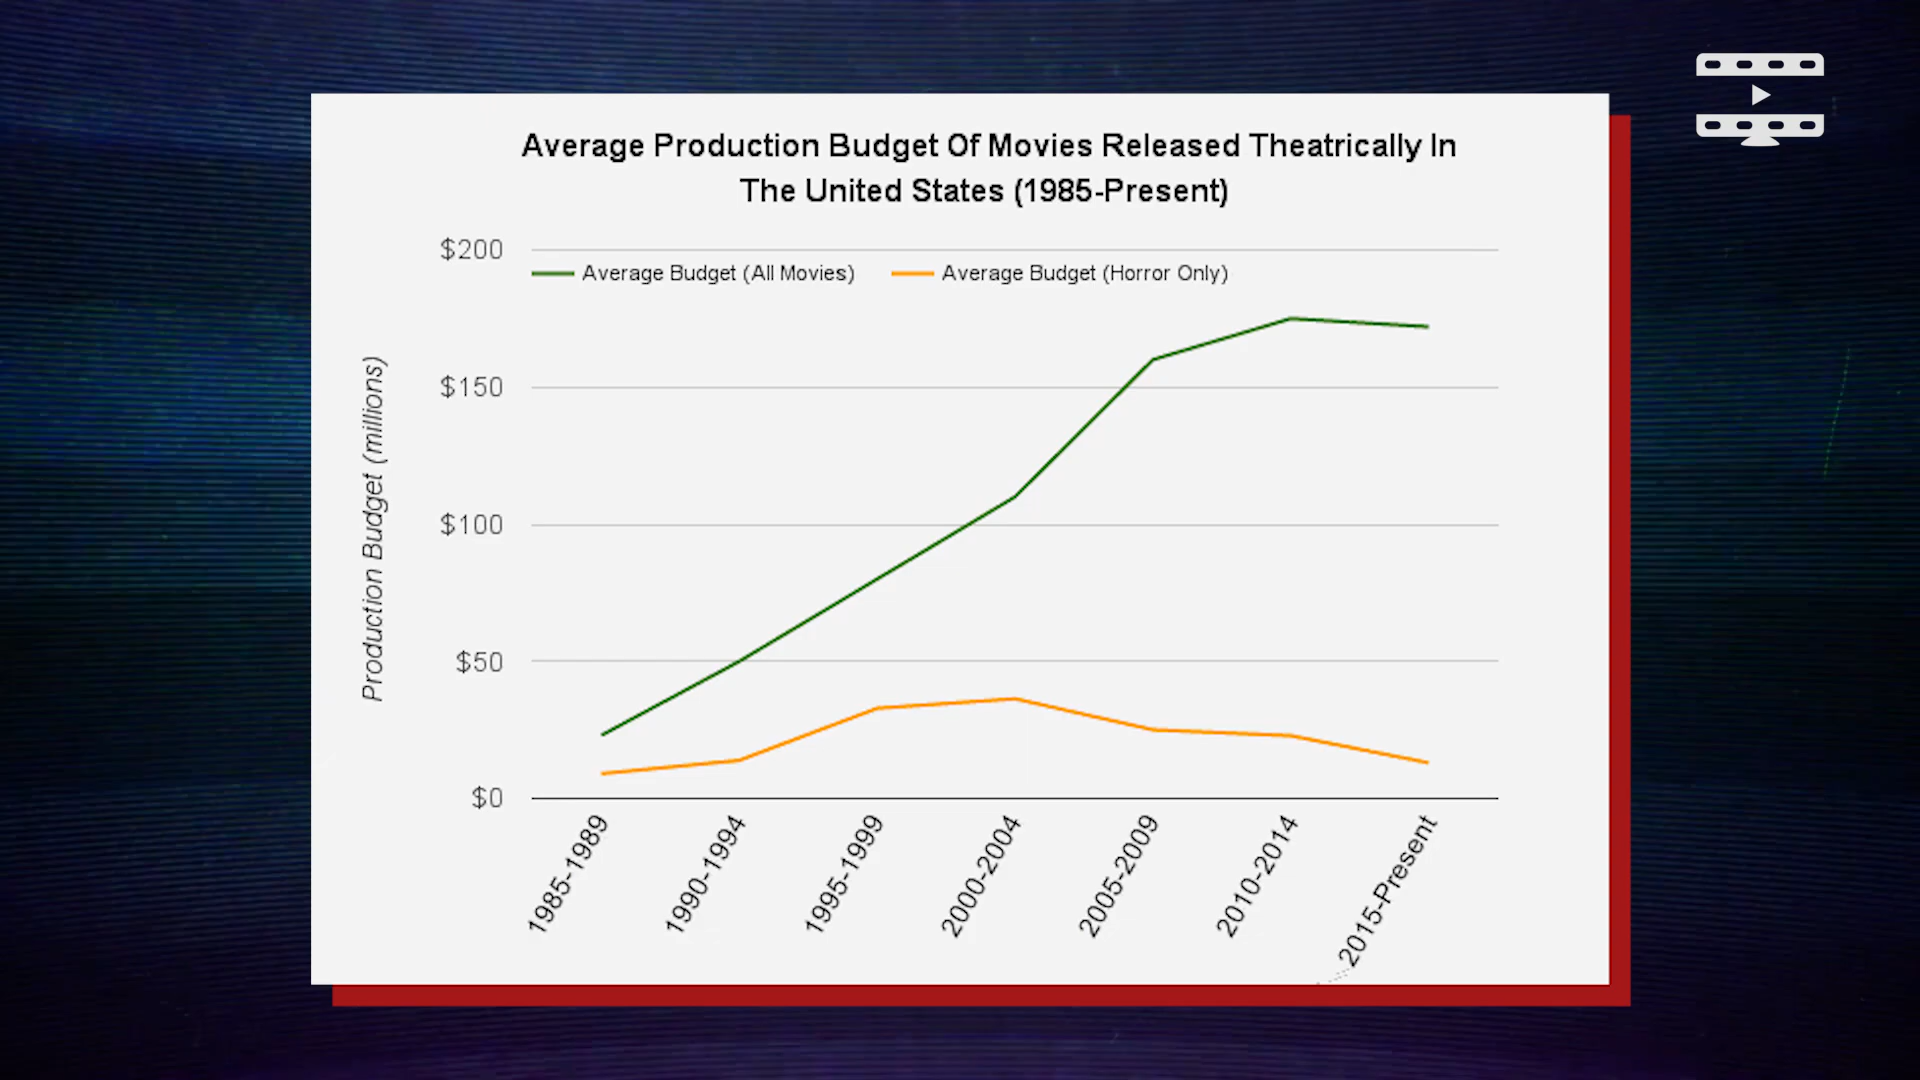 Average Production Budget Of Movies Released Theatrically In
The United States (1985-Present)
$200
Average Budget (All Movies)
Average Budget (Horror Only)
$150
Production Budget (millions)
$100
$50
$0
1985-1989
1990-1994
1995-1999
2000-2004
2005-2009
2010-2014
2015-Present